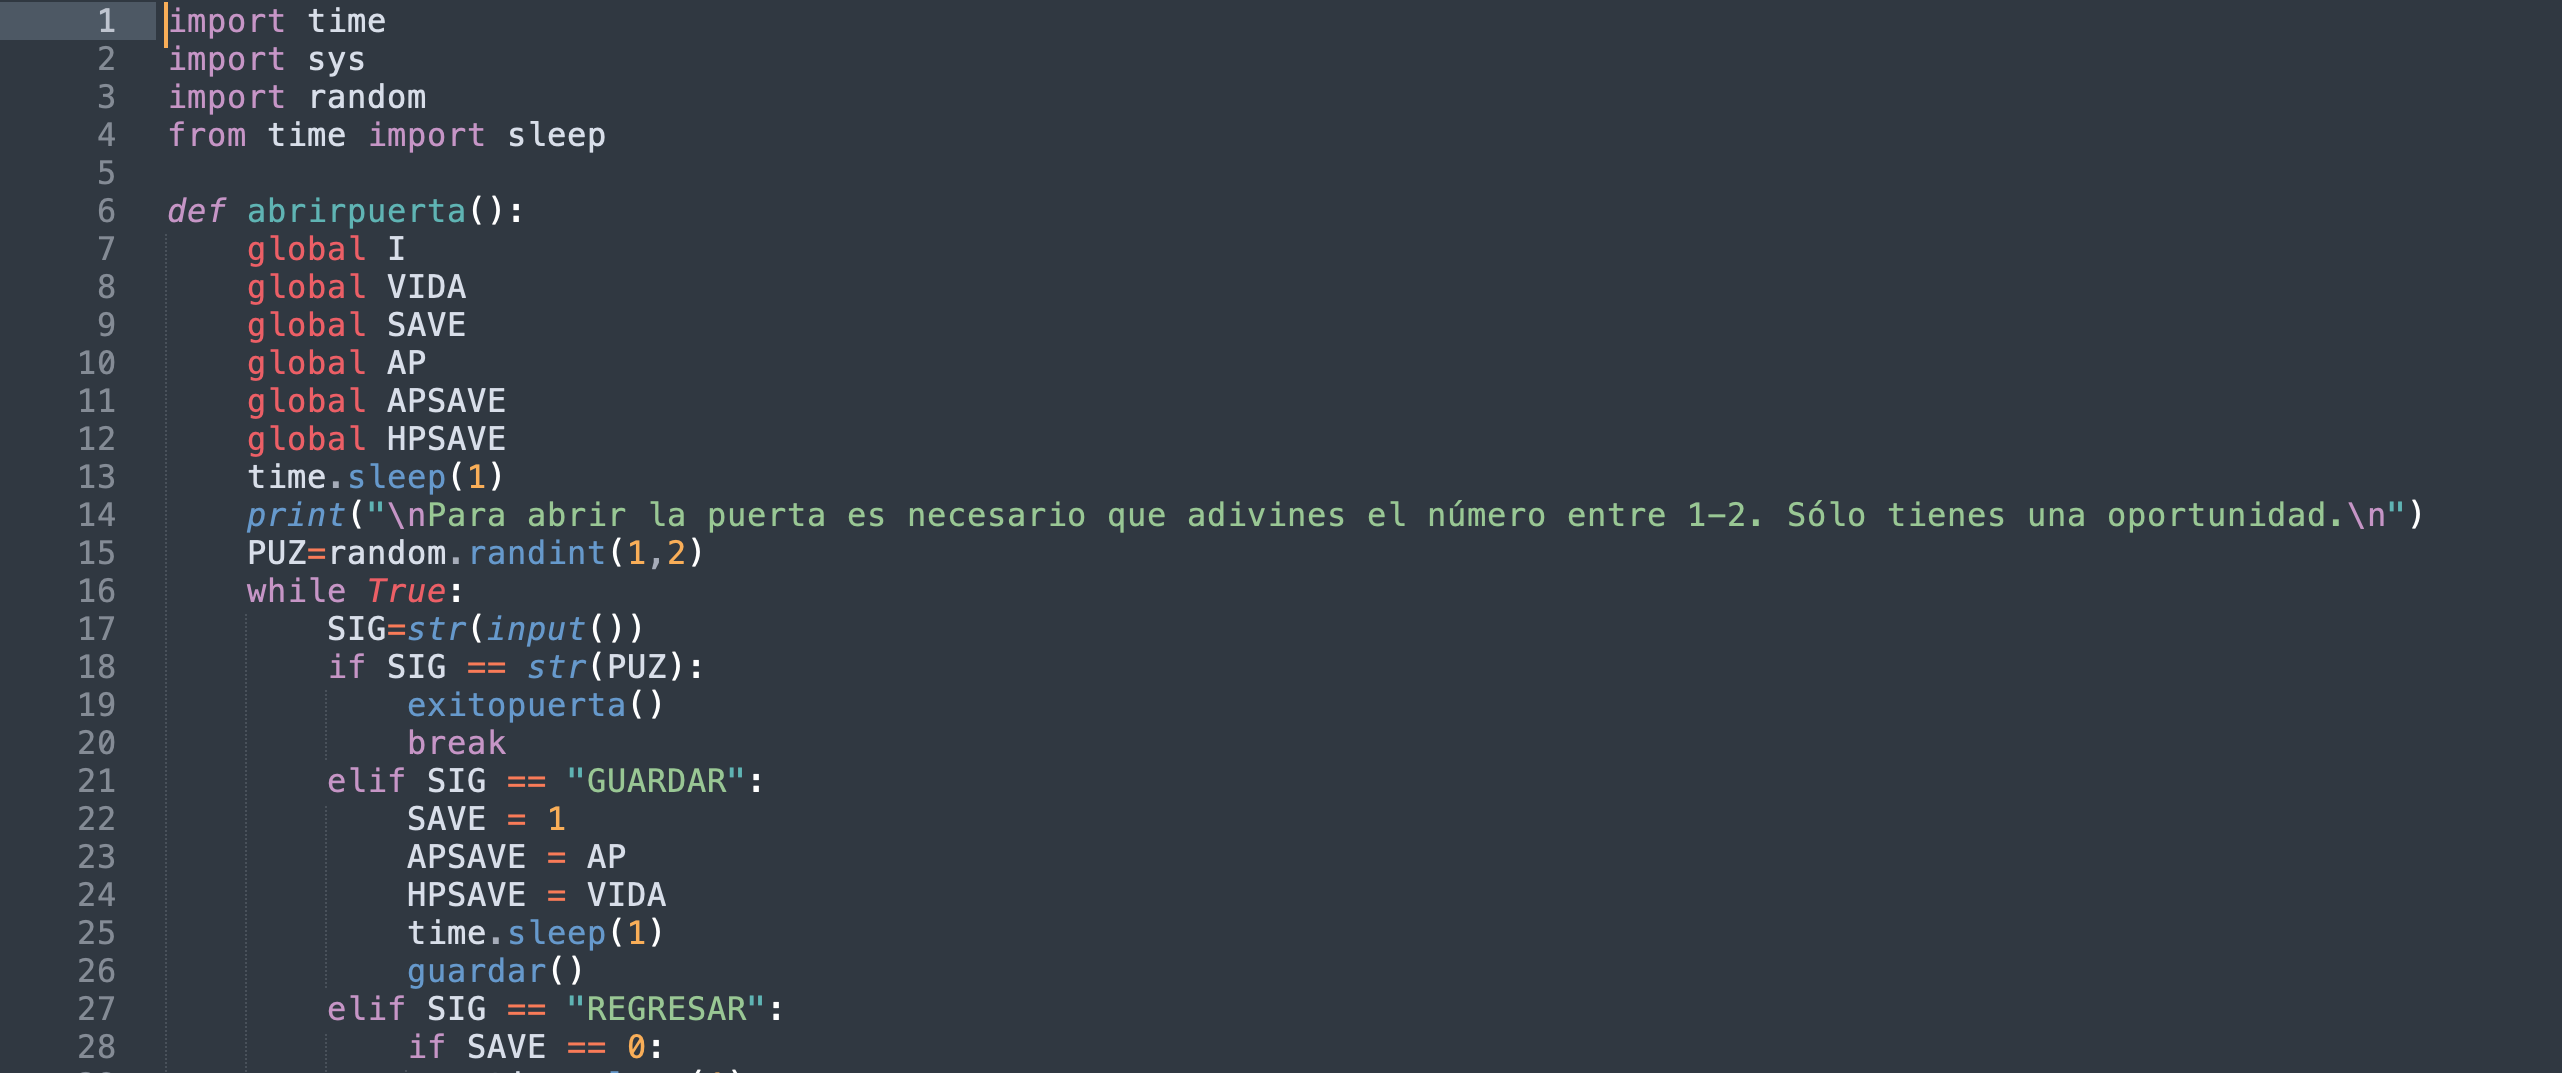 1 import time
2 import sys
3 import random
4 from time import sleep
5
6 def abrirpuerta():
7     global I
8     global VIDA
9     global SAVE
10     global AP
11     global APSAVE
12     global HPSAVE
13     time.sleep(1)
14     print("\nPara abrir la puerta es necesario que adivines el número entre 1-2. Sólo tienes una oportunidad.\n")
15     PUZ=random.randint(1,2)
16     while True:
17         SIG=str(input())
18         if SIG == str(PUZ):
19             exitopuerta()
20             break
21         elif SIG == "GUARDAR":
22             SAVE = 1
23             APSAVE = AP
24             HPSAVE = VIDA
25             time.sleep(1)
26             guardar()
27         elif SIG == "REGRESAR":
28             if SAVE == 0: